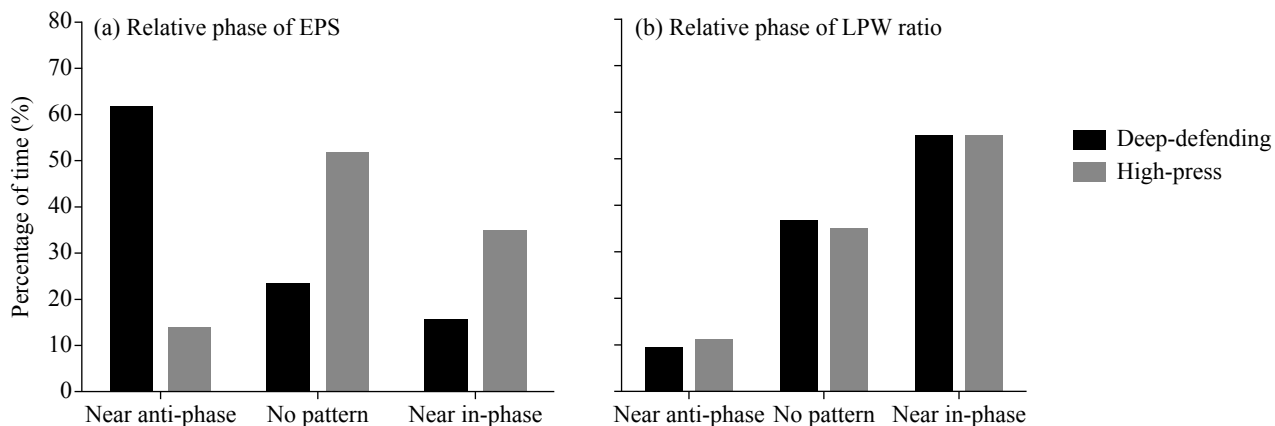 (a) Relative phase of EPS
(b) Relative phase of LPW ratio
Percentage of time (%)
80
70
60
50
40
30
20
10
0
Near anti-phase No pattern Near in-phase
Near anti-phase No pattern Near in-phase
Deep-defending
High-press